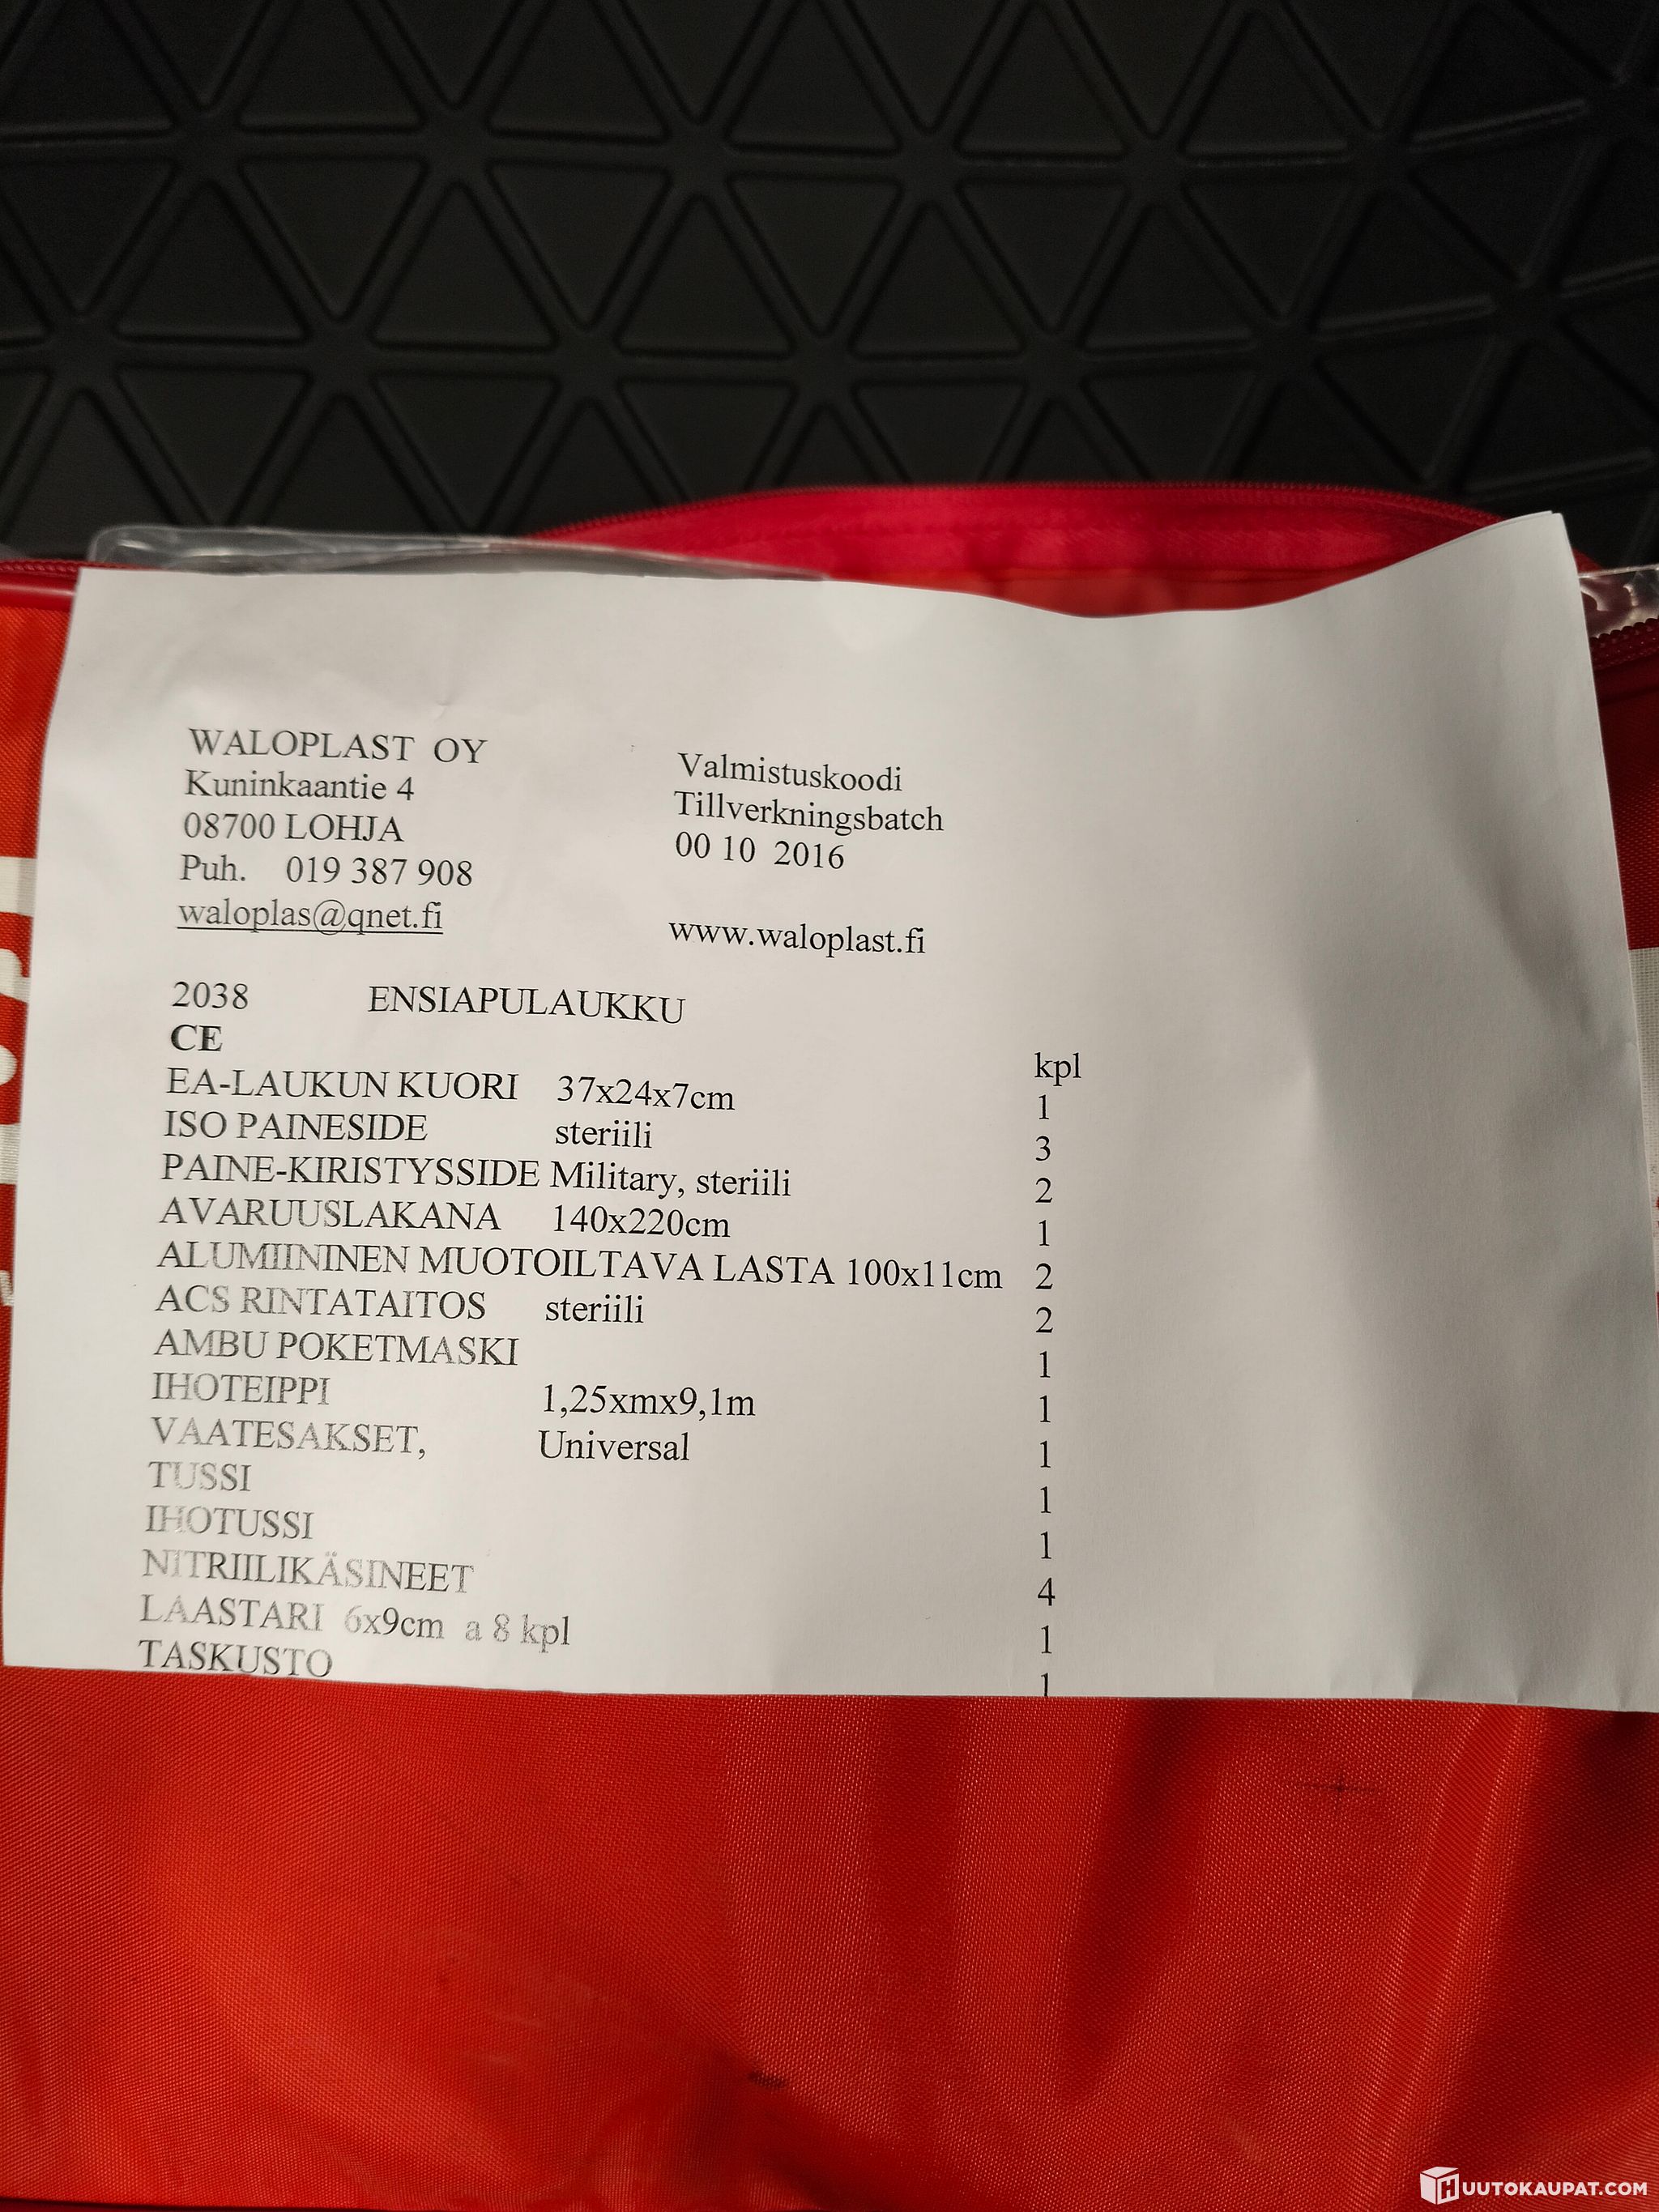 WALOPLAST OY
Kuninkaantie 4
08700 LOHJA
Puh. 019 387 908
waloplas@qnet.fi
Valmistuskoodi
Tillverkningsbatch
00 10 2016
www.waloplast.fi
2038 ENSIAPULAUKKU
CE
kpl
EA-LAUKUN KUORI 37x24x7cm 1
ISO PAINESIDE steriili 3
PAINE-KIRISTYSSIDE Military, steriili 2
AVARUUSLAKANA 140x220cm 1
ALUMIININEN MUOTOILTAVA LASTA 100x11cm 2
ACS RINTATAITOS steriili 2
AMBU POKETMASKI 1
IHOTEIPPI 1,25xmx9,1m 1
VAATESAKSET, Universal 1
TUSSI 1
IHOTUSSI 1
NITRIILIKÄSINEET 4
LAASTARI 6x9cm a 8 kpl 1
TASKUSTO 1
HUUTOKAUPAT.COM